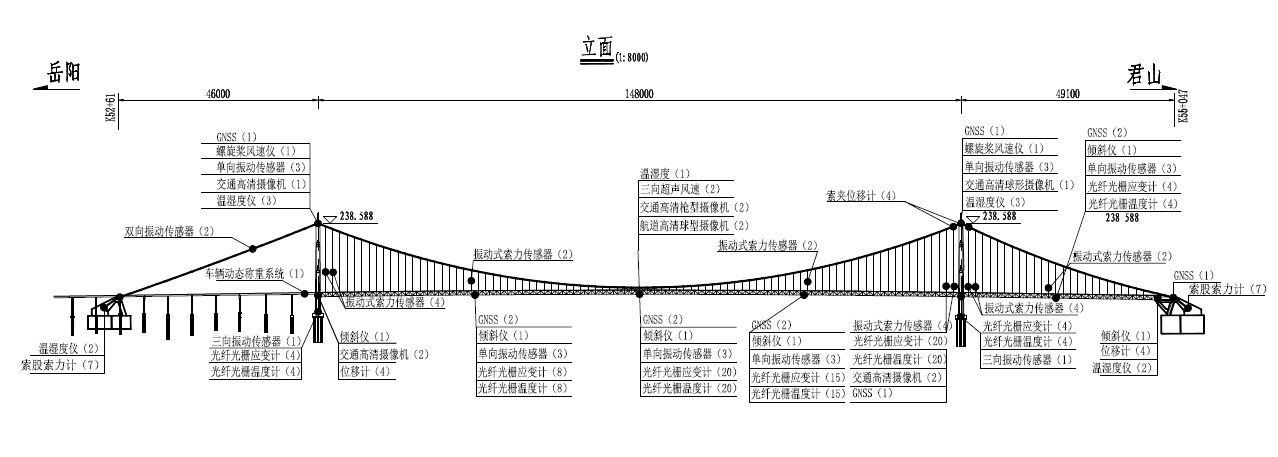 立面(1:8000)
岳阳
君山
K52+61
46000
148000
49100
K55+047
GNSS（1）
螺旋桨风速仪（1）
单向振动传感器（3）
交通高清摄像机（1）
温湿度仪（3）
238.588
双向振动传感器（2）
车辆动态称重系统（1）
振动式索力传感器（4）
振动式索力传感器（2）
温湿度（1）
三向超声风速（2）
交通高清枪型摄像机（2）
航道高清球型摄像机（2）
振动式索力传感器（2）
索夹位移计（4）
GNSS（1）
螺旋桨风速仪（1）
单向振动传感器（3）
交通高清球形摄像机（1）
温湿度仪（3）
238.588
GNSS（2）
倾斜仪（1）
单向振动传感器（3）
光纤光栅应变计（4）
光纤光栅温度计（4）
238 588
振动式索力传感器（2）
GNSS（1）
索股索力计（7）
温湿度仪（2）
索股索力计（7）
三向振动传感器（1）
光纤光栅应变计（4）
光纤光栅温度计（4）
倾斜仪（1）
交通高清摄像机（2）
位移计（4）
GNSS（2）
倾斜仪（1）
单向振动传感器（3）
光纤光栅应变计（8）
光纤光栅温度计（8）
GNSS（2）
倾斜仪（1）
单向振动传感器（3）
光纤光栅应变计（20）
光纤光栅温度计（20）
GNSS（2）
倾斜仪（1）
单向振动传感器（3）
光纤光栅应变计（15）
光纤光栅温度计（15）
振动式索力传感器（4）
光纤光栅应变计（20）
光纤光栅温度计（20）
交通高清摄像机（2）
GNSS（1）
振动式索力传感器（4）
光纤光栅应变计（4）
光纤光栅温度计（4）
三向振动传感器（1）
倾斜仪（1）
位移计（4）
温湿度仪（2）